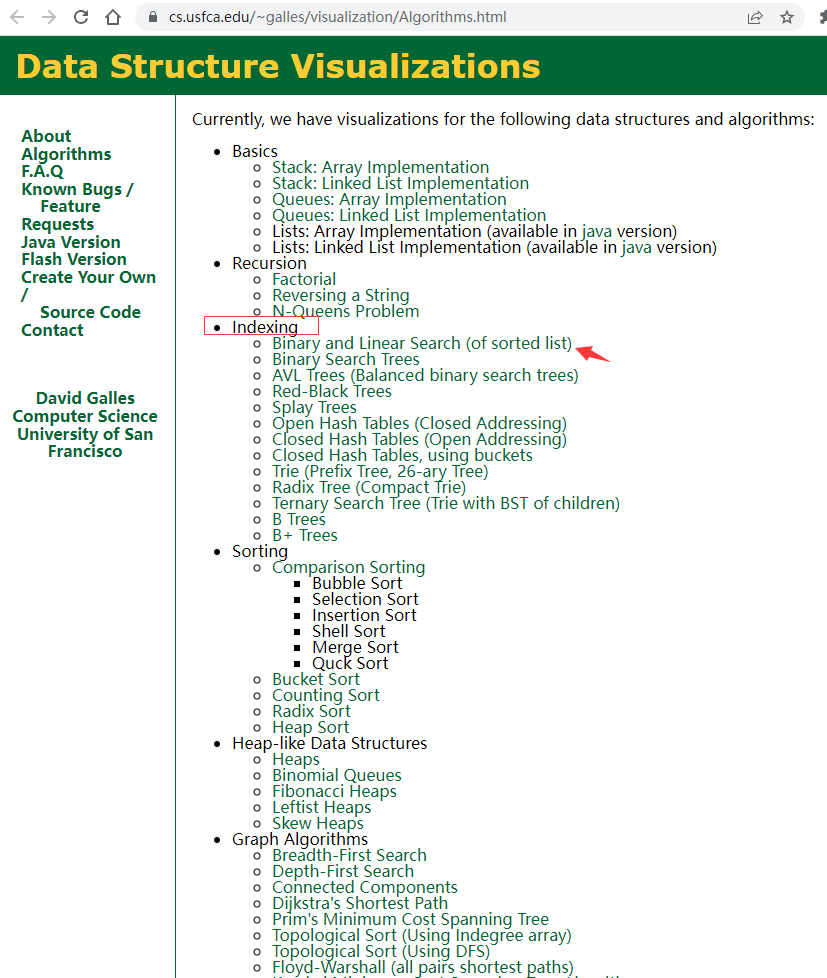 cs.usfca.edu/~galles/visualization/Algorithms.html
Data Structure Visualizations
About
Algorithms
F.A.Q
Known Bugs /
Feature
Requests
Java Version
Flash Version
Create Your Own
/
Source Code
Contact
David Galles
Computer Science
University of San
Francisco
Currently, we have visualizations for the following data structures and algorithms:
Basics
Stack: Array Implementation
Stack: Linked List Implementation
Queues: Array Implementation
Queues: Linked List Implementation
Lists: Array Implementation (available in java version)
Lists: Linked List Implementation (available in java version)
Recursion
Factorial
Reversing a String
N-Queens Problem
Indexing
Binary and Linear Search (of sorted list)
Binary Search Trees
AVL Trees (Balanced binary search trees)
Red-Black Trees
Splay Trees
Open Hash Tables (Closed Addressing)
Closed Hash Tables (Open Addressing)
Closed Hash Tables, using buckets
Trie (Prefix Tree, 26-ary Tree)
Radix Tree (Compact Trie)
Ternary Search Tree (Trie with BST of children)
B Trees
B+ Trees
Sorting
Comparison Sorting
Bubble Sort
Selection Sort
Insertion Sort
Shell Sort
Merge Sort
Quck Sort
Bucket Sort
Counting Sort
Radix Sort
Heap Sort
Heap-like Data Structures
Heaps
Binomial Queues
Fibonacci Heaps
Leftist Heaps
Skew Heaps
Graph Algorithms
Breadth-First Search
Depth-First Search
Connected Components
Dijkstra's Shortest Path
Prim's Minimum Cost Spanning Tree
Topological Sort (Using Indegree array)
Topological Sort (Using DFS)
Floyd-Warshall (all pairs shortest paths)